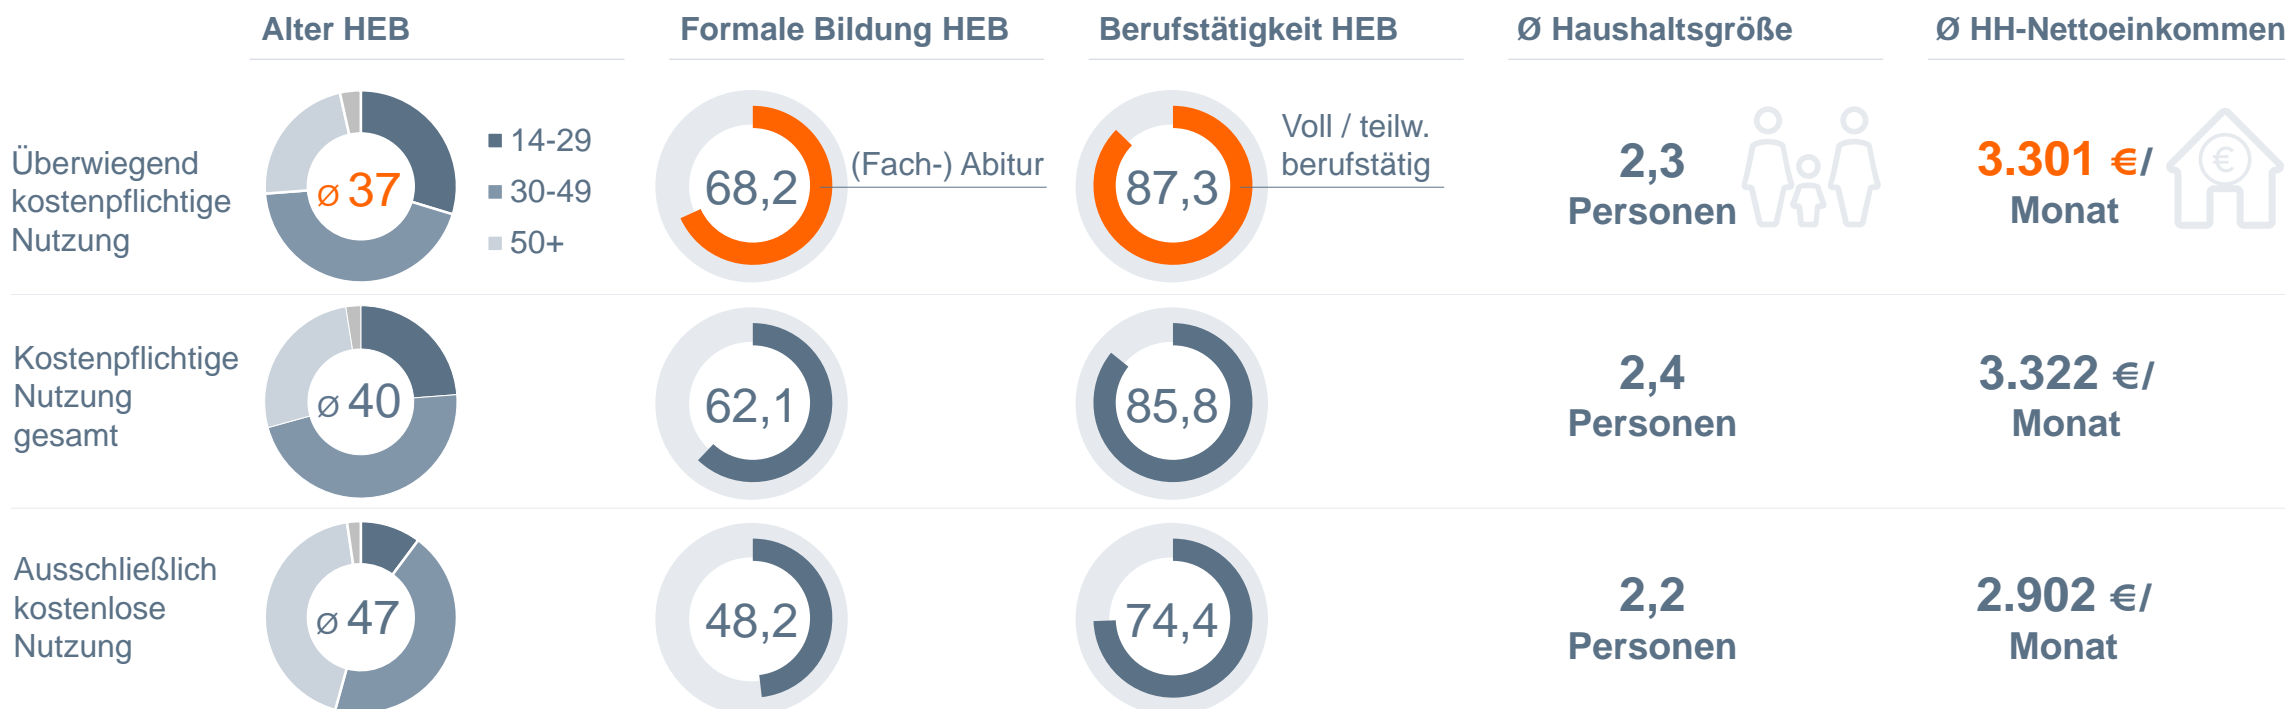 Alter HEB
Formale Bildung HEB
Berufstätigkeit HEB
Ø Haushaltsgröße
Ø HH-Nettoeinkommen
Überwiegend
kostenpflichtige
Nutzung
Ø 37
14-29
30-49
50+
68,2
(Fach-) Abitur
87,3
Voll / teilw.
berufstätig
2,3
Personen
3.301 €/
Monat
€
Kostenpflichtige
Nutzung
gesamt
Ø 40
62,1
85,8
2,4
Personen
3.322 €/
Monat
Ausschließlich
kostenlose
Nutzung
Ø 47
48,2
74,4
2,2
Personen
2.902 €/
Monat